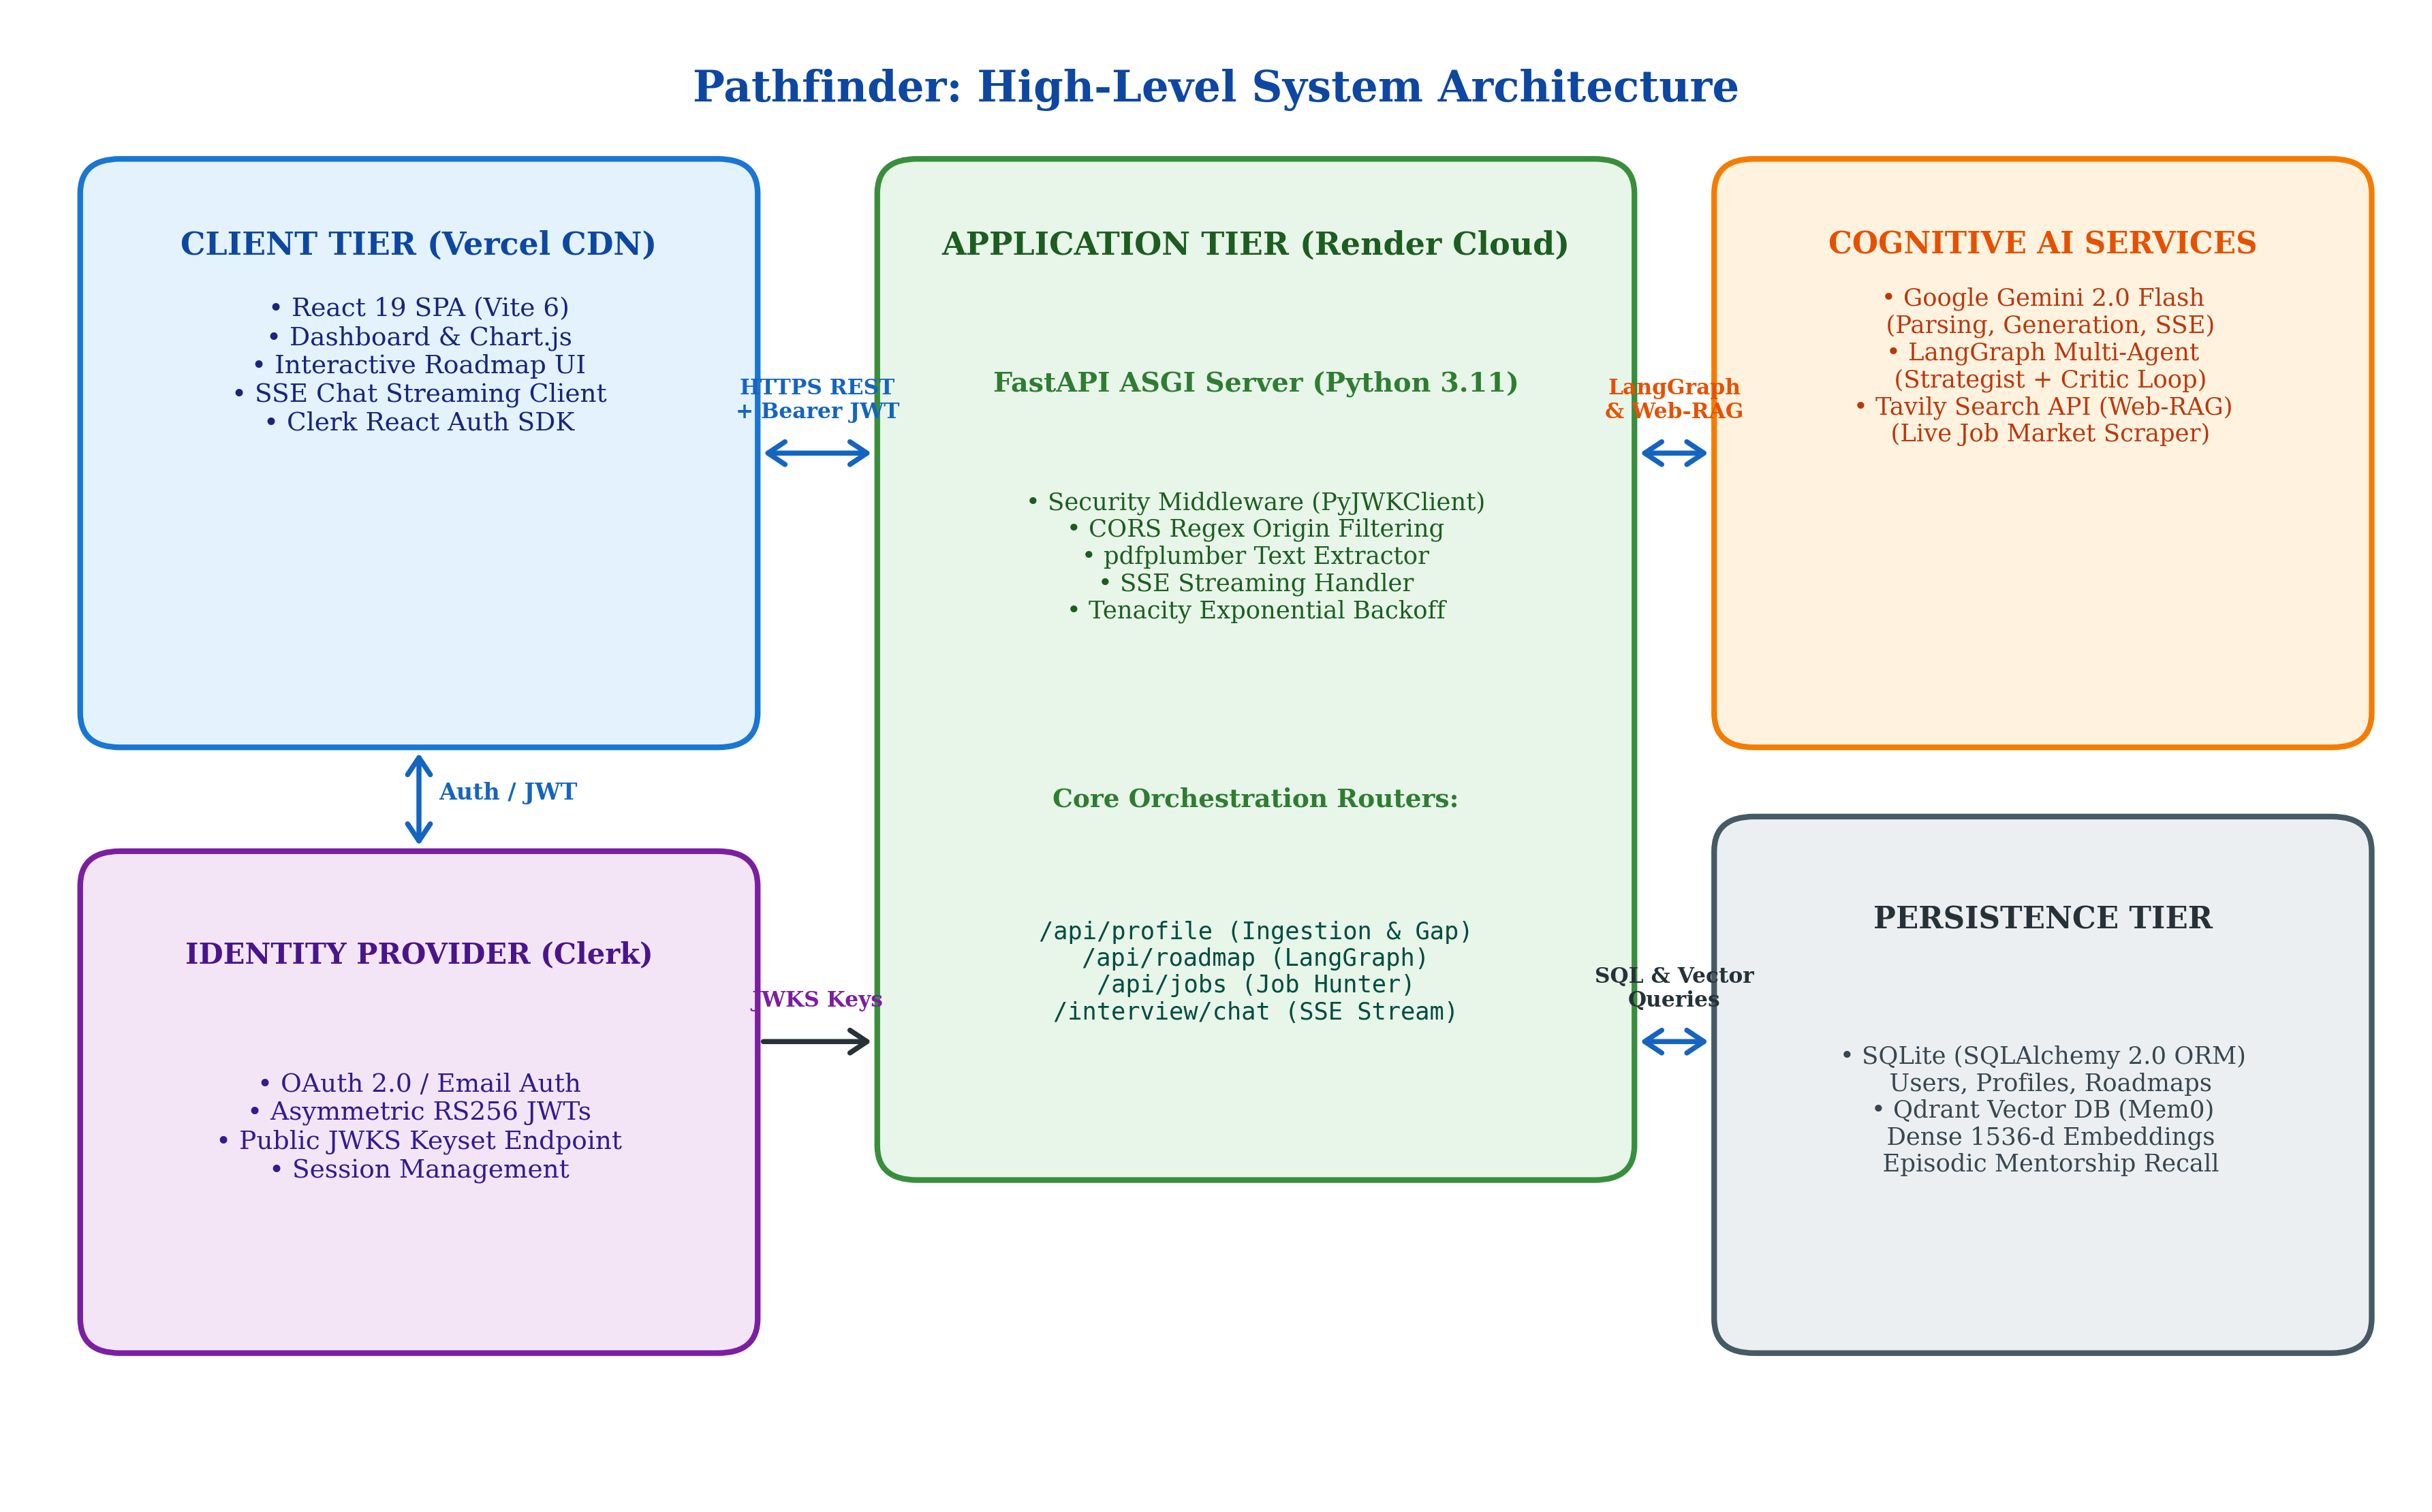 Pathfinder: High-Level System Architecture
CLIENT TIER (Vercel CDN)
• React 19 SPA (Vite 6)
• Dashboard & Chart.js
• Interactive Roadmap UI
• SSE Chat Streaming Client
• Clerk React Auth SDK
HTTPS REST
+ Bearer JWT
APPLICATION TIER (Render Cloud)
FastAPI ASGI Server (Python 3.11)
• Security Middleware (PyJWKClient)
• CORS Regex Origin Filtering
• pdfplumber Text Extractor
• SSE Streaming Handler
• Tenacity Exponential Backoff
Core Orchestration Routers:
/api/profile (Ingestion & Gap)
/api/roadmap (LangGraph)
/api/jobs (Job Hunter)
/interview/chat (SSE Stream)
LangGraph
& Web-RAG
COGNITIVE AI SERVICES
• Google Gemini 2.0 Flash
(Parsing, Generation, SSE)
• LangGraph Multi-Agent
(Strategist + Critic Loop)
• Tavily Search API (Web-RAG)
(Live Job Market Scraper)
Auth / JWT
IDENTITY PROVIDER (Clerk)
• OAuth 2.0 / Email Auth
• Asymmetric RS256 JWTs
• Public JWKS Keyset Endpoint
• Session Management
JWKS Keys
SQL & Vector
Queries
PERSISTENCE TIER
• SQLite (SQLAlchemy 2.0 ORM)
Users, Profiles, Roadmaps
• Qdrant Vector DB (Mem0)
Dense 1536-d Embeddings
Episodic Mentorship Recall